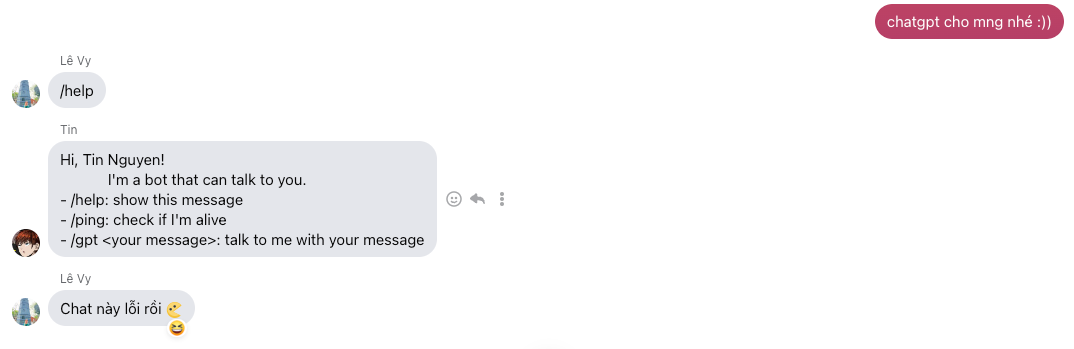 chatgpt cho mng nhé :))
Lê Vy
/help
Tin
Hi, Tin Nguyen!
I'm a bot that can talk to you.
- /help: show this message
- /ping: check if I'm alive
- /gpt <your message>: talk to me with your message
Lê Vy
Chat này lỗi rồi